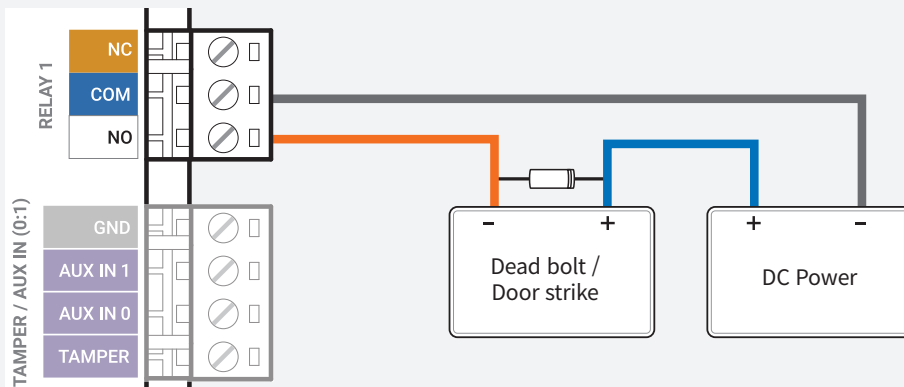 RELAY 1
NC
COM
NO
TAMPER / AUX IN (0:1)
GND
AUX IN 1
AUX IN 0
TAMPER
- +
Dead bolt /
Door strike
+ -
DC Power